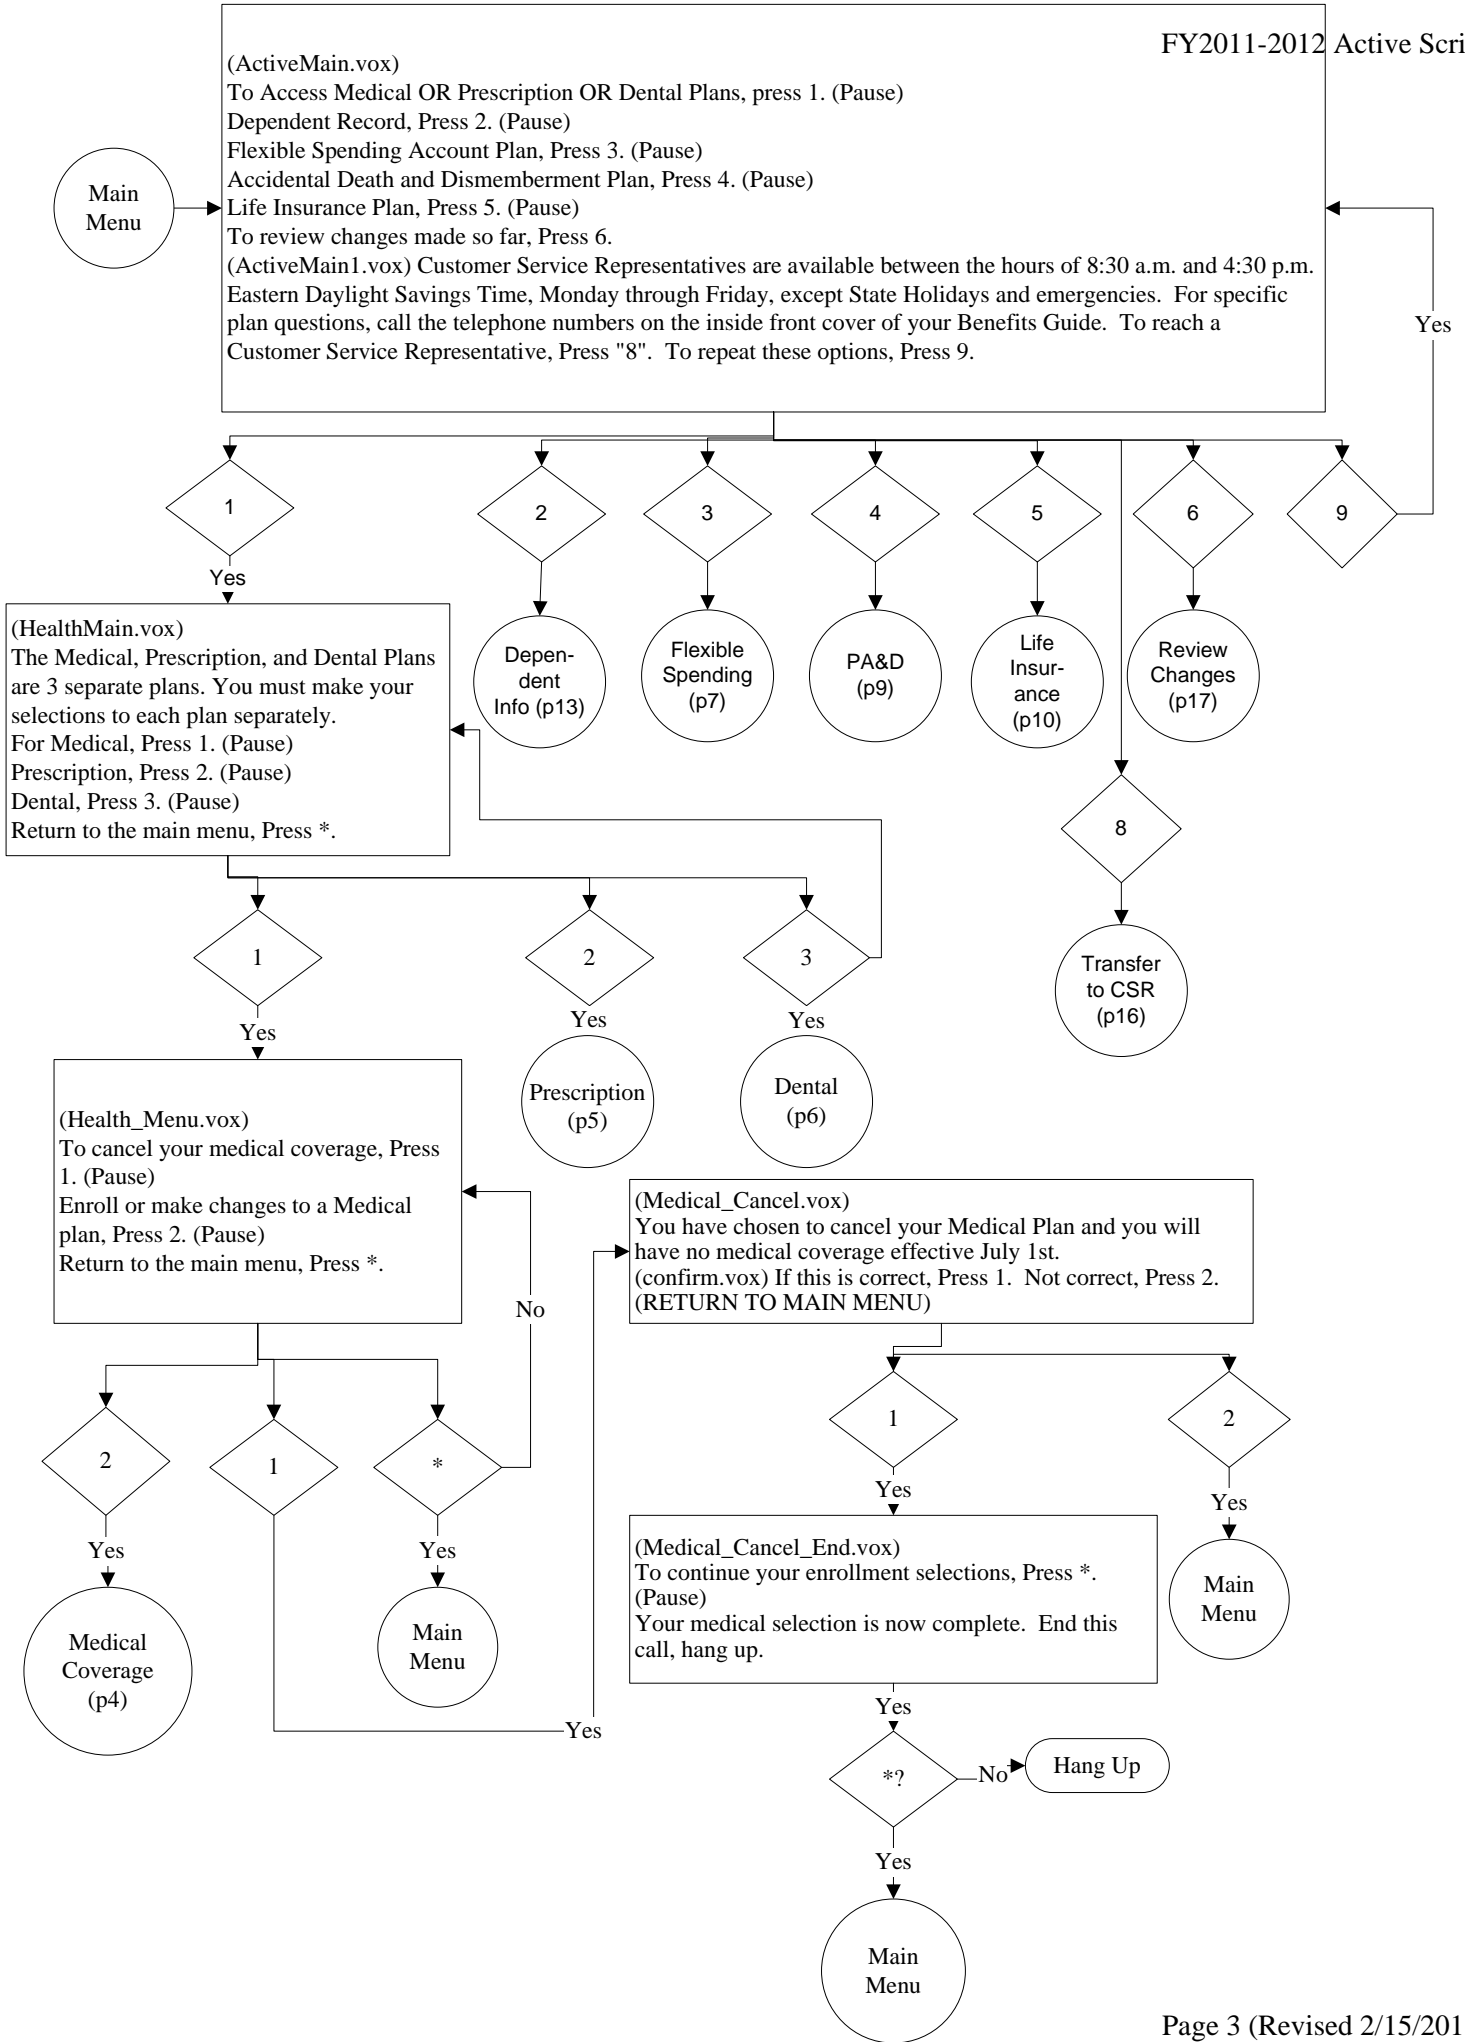 FY2011-2012 Active Scri
(ActiveMain.vox)
To Access Medical OR Prescription OR Dental Plans, press 1. (Pause)
Dependent Record, Press 2. (Pause)
Flexible Spending Account Plan, Press 3. (Pause)
Accidental Death and Dismemberment Plan, Press 4. (Pause)
Life Insurance Plan, Press 5. (Pause)
To review changes made so far, Press 6.
(ActiveMain1.vox) Customer Service Representatives are available between the hours of 8:30 a.m. and 4:30 p.m.
Eastern Daylight Savings Time, Monday through Friday, except State Holidays and emergencies.  For specific
plan questions, call the telephone numbers on the inside front cover of your Benefits Guide.  To reach a
Customer Service Representative, Press "8".  To repeat these options, Press 9.
Main
Menu
Yes
1
2
3
4
5
6
9
Yes
(HealthMain.vox)
The Medical, Prescription, and Dental Plans
are 3 separate plans. You must make your
selections to each plan separately.
For Medical, Press 1. (Pause)
Prescription, Press 2. (Pause)
Dental, Press 3. (Pause)
Return to the main menu, Press *.
Depen-
dent
Info (p13)
Flexible
Spending
(p7)
PA&D
(p9)
Life
Insur-
ance
(p10)
Review
Changes
(p17)
8
Transfer
to CSR
(p16)
1
2
3
Yes
Yes
Yes
Prescription
(p5)
Dental
(p6)
(Health_Menu.vox)
To cancel your medical coverage, Press
1. (Pause)
Enroll or make changes to a Medical
plan, Press 2. (Pause)
Return to the main menu, Press *.
No
(Medical_Cancel.vox)
You have chosen to cancel your Medical Plan and you will
have no medical coverage effective July 1st.
(confirm.vox) If this is correct, Press 1.  Not correct, Press 2.
(RETURN TO MAIN MENU)
2
1
*
Yes
Yes
Medical
Coverage
(p4)
Main
Menu
Yes
1
2
Yes
Yes
Main
Menu
(Medical_Cancel_End.vox)
To continue your enrollment selections, Press *.
(Pause)
Your medical selection is now complete.  End this
call, hang up.
Yes
*?
No
Hang Up
Yes
Main
Menu
Page 3 (Revised 2/15/201